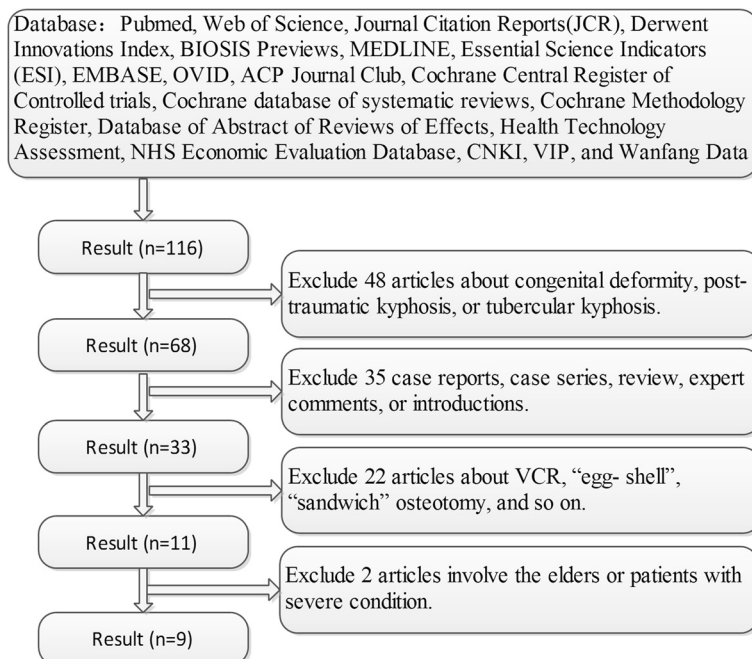 Database：Pubmed, Web of Science, Journal Citation Reports(JCR), Derwent
Innovations Index, BIOSIS Previews, MEDLINE, Essential Science Indicators
(ESI), EMBASE, OVID, ACP Journal Club, Cochrane Central Register of
Controlled trials, Cochrane database of systematic reviews, Cochrane Methodology
Register, Database of Abstract of Reviews of Effects, Health Technology
Assessment, NHS Economic Evaluation Database, CNKI, VIP, and Wanfang Data
Result (n=116)
Exclude 48 articles about congenital deformity, post-
traumatic kyphosis, or tubercular kyphosis.
Result (n=68)
Exclude 35 case reports, case series, review, expert
comments, or introductions.
Result (n=33)
Exclude 22 articles about VCR, “egg- shell”,
“sandwich” osteotomy, and so on.
Result (n=11)
Exclude 2 articles involve the elders or patients with
severe condition.
Result (n=9)